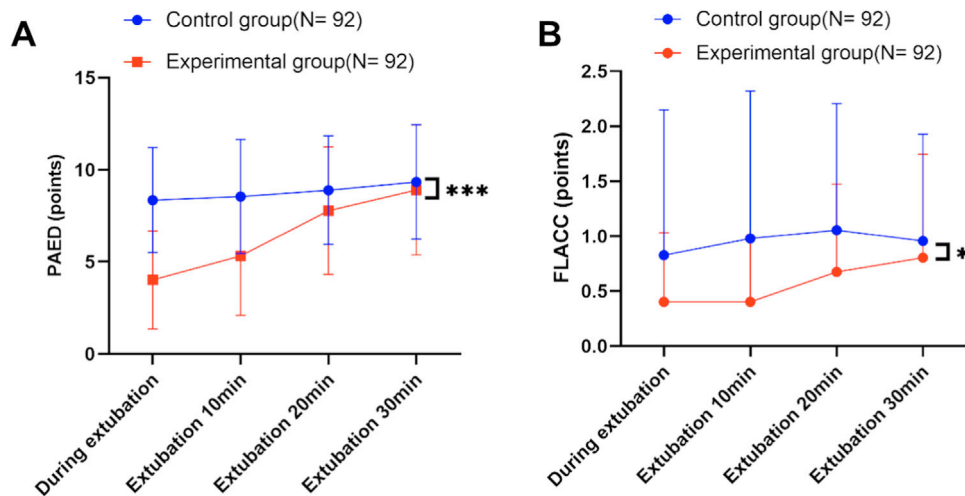 A
Control group(N= 92)
Experimental group(N= 92)
15
10
5
0
PAED (points)
***
During extubation
Extubation 10min
Extubation 20min
Extubation 30min
B
Control group(N= 92)
Experimental group(N= 92)
2.5
2.0
1.5
1.0
0.5
0.0
FLACC (points)
*
During extubation
Extubation 10min
Extubation 20min
Extubation 30min